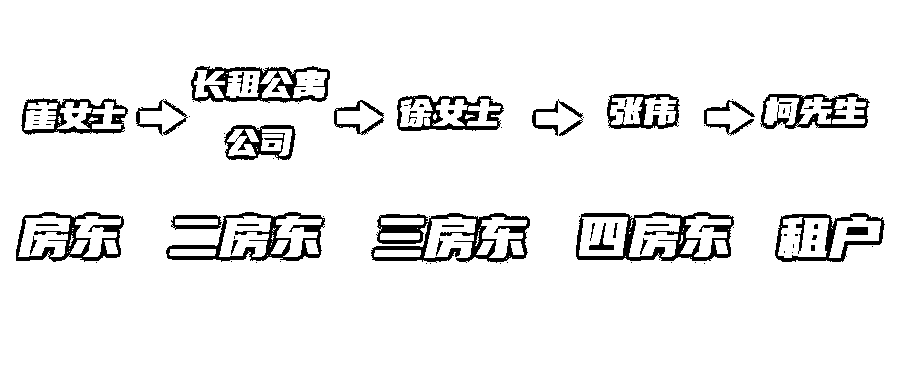 崔女士
长租公寓
公司
徐女士
张伟
柯先生
房东 二房东 三房东 四房东 租户